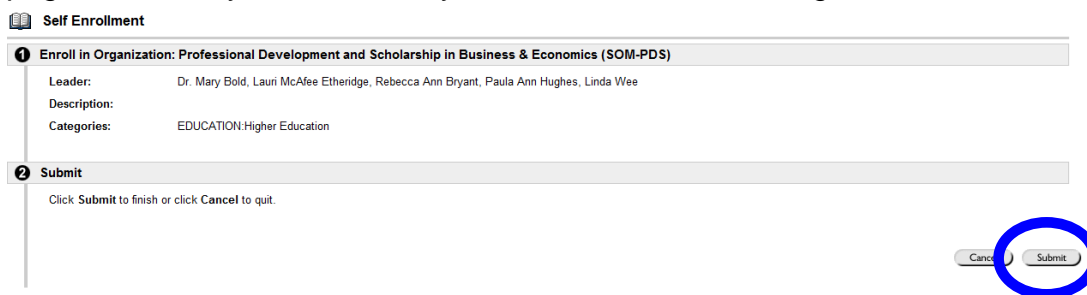 Self Enrollment
1 Enroll in Organization: Professional Development and Scholarship in Business & Economics (SOM-PDS)
Leader: Dr. Mary Bold, Lauri McAfee Etheridge, Rebecca Ann Bryant, Paula Ann Hughes, Linda Wee
Description:
Categories: EDUCATION:Higher Education
2 Submit
Click Submit to finish or click Cancel to quit.
Cancel Submit